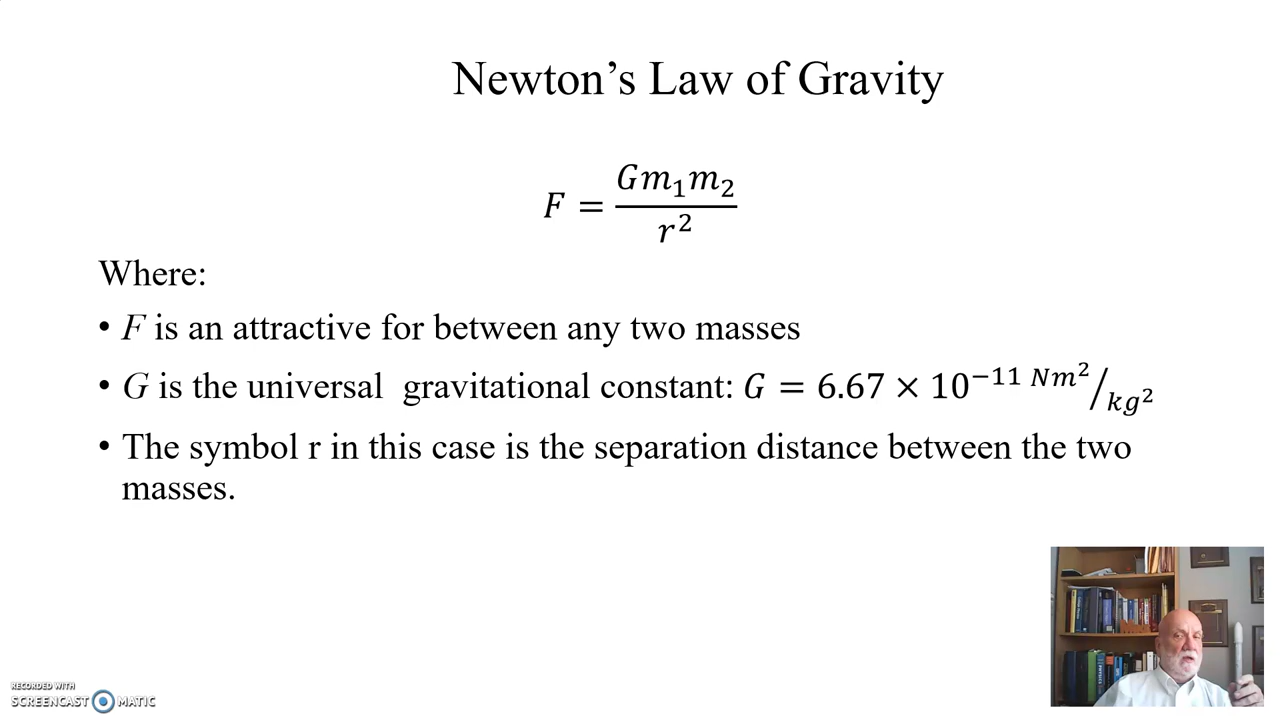 Newton’s Law of Gravity
F = Gm₁m₂ / r²
Where:
• F is an attractive for between any two masses
• G is the universal gravitational constant: G = 6.67 × 10⁻¹¹ Nm²/kg²
• The symbol r in this case is the separation distance between the two
masses.
RECORDED WITH
SCREENCAST MATIC